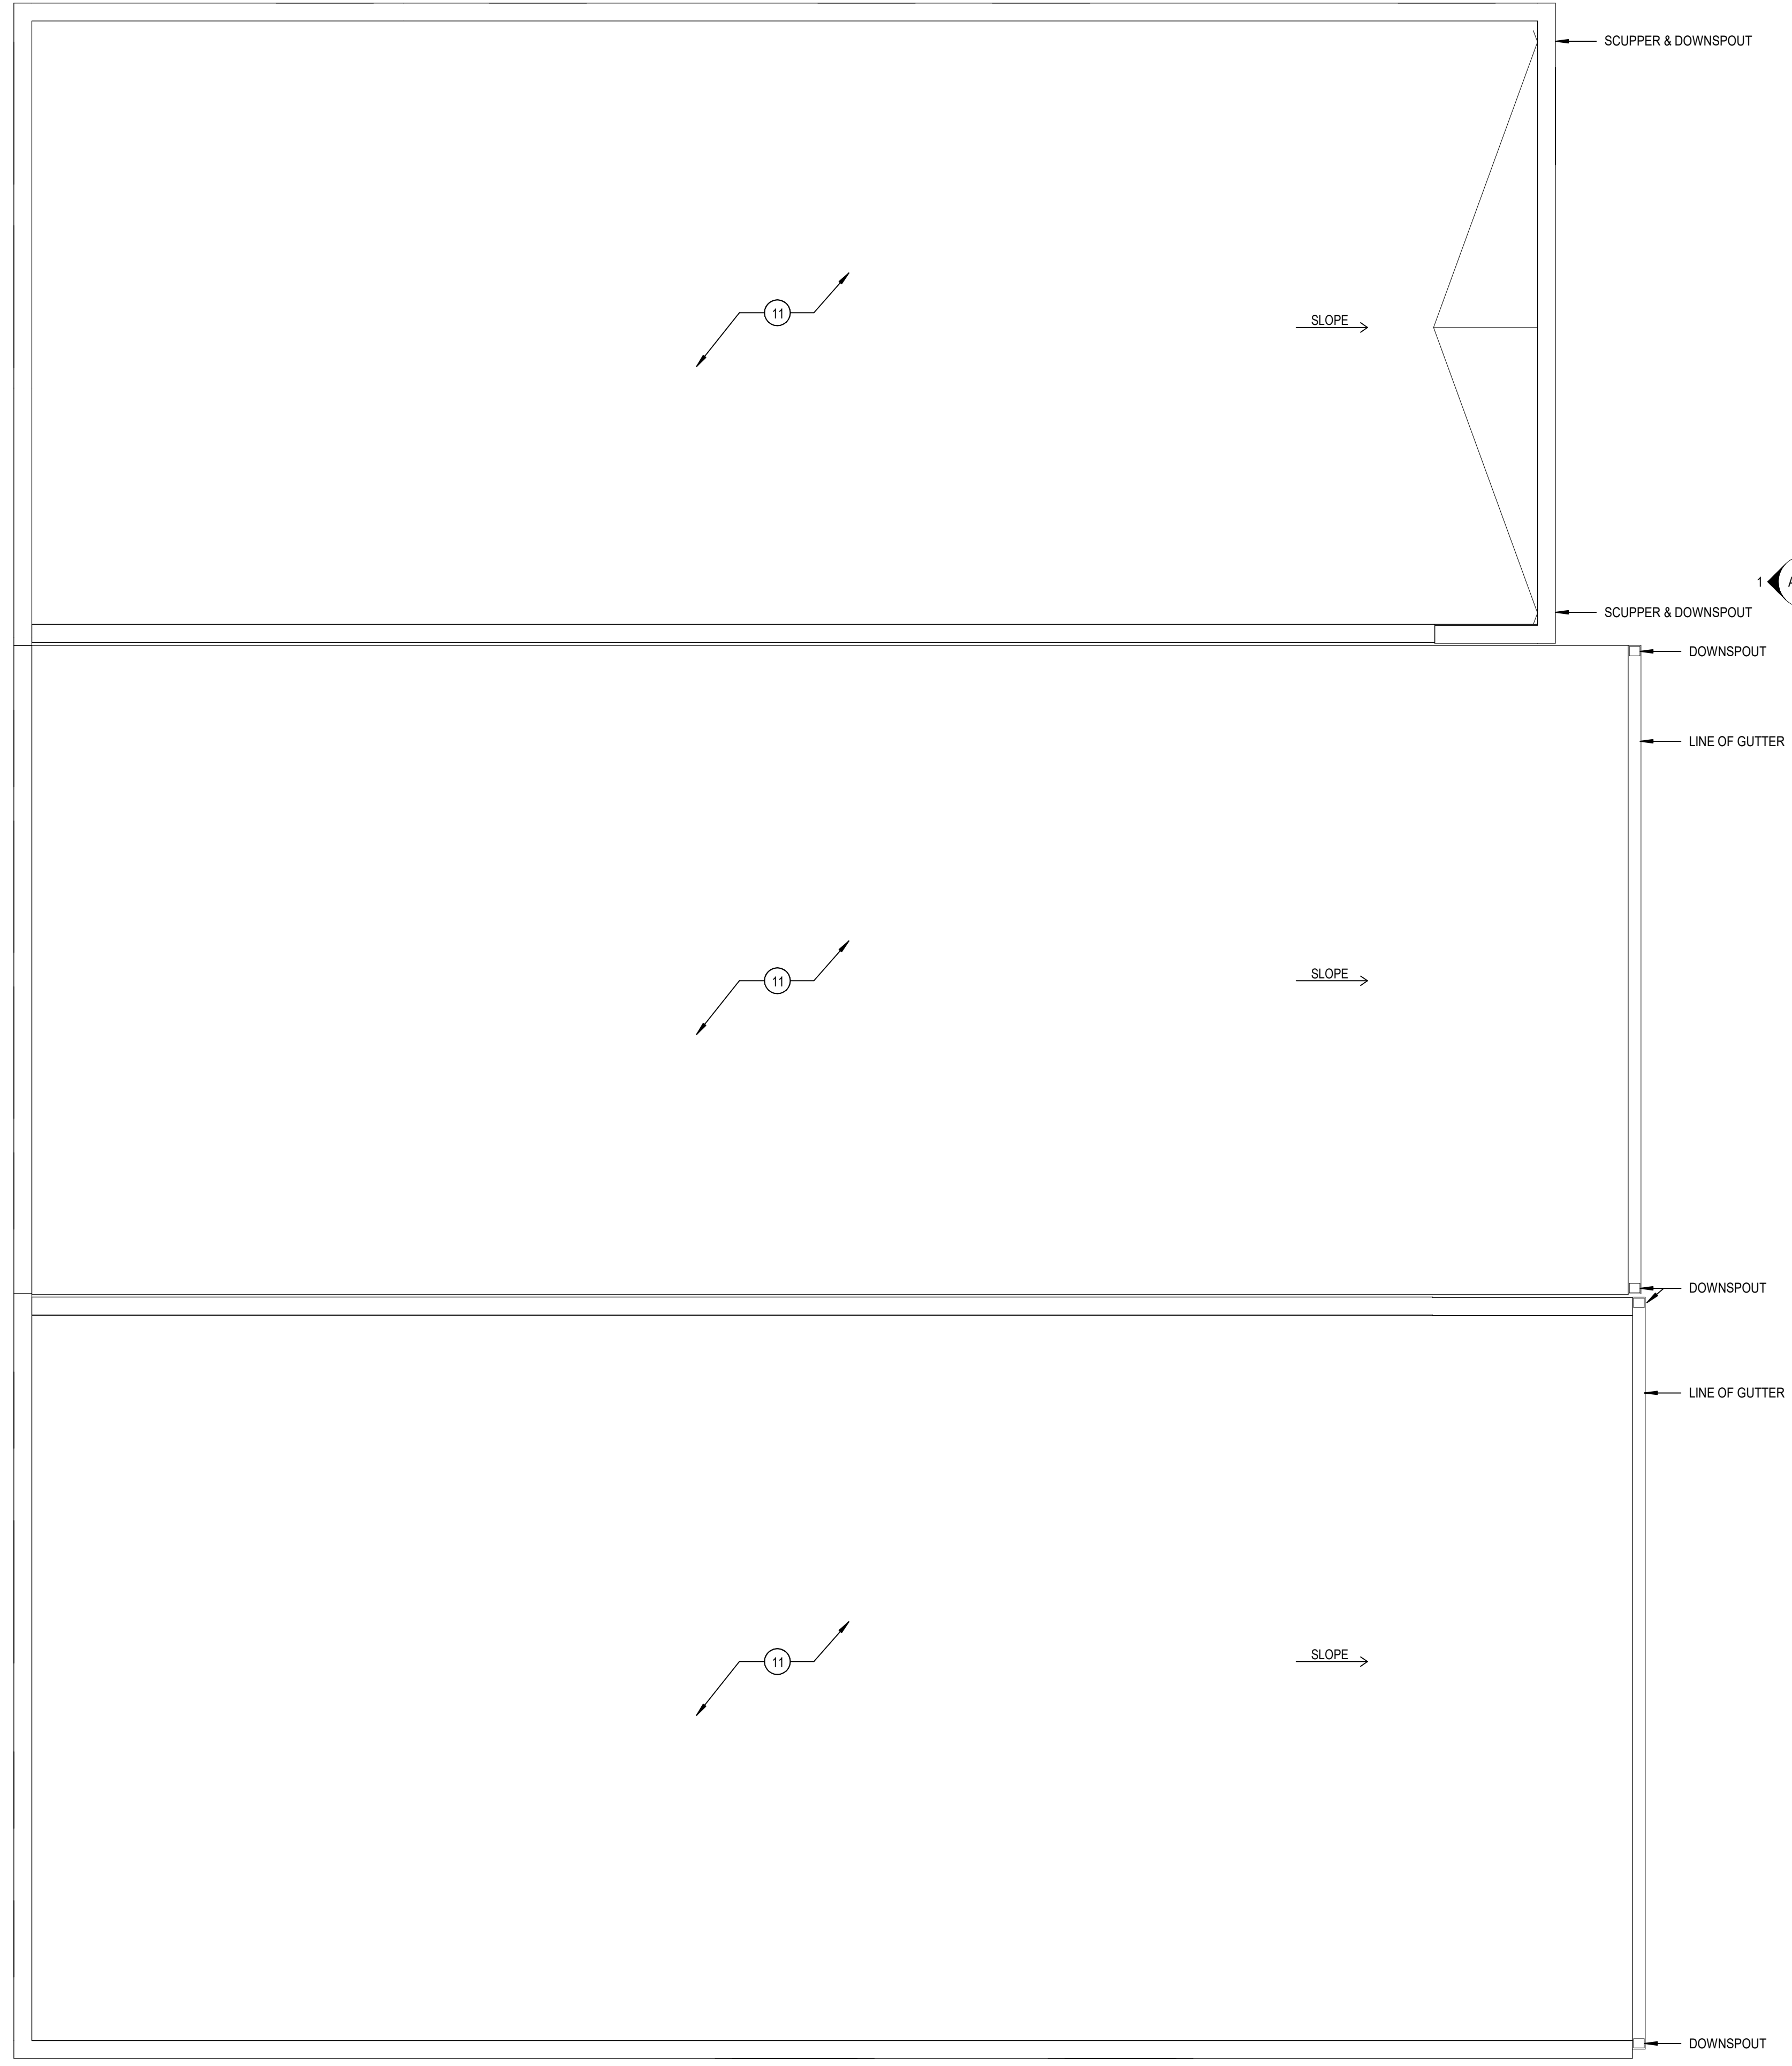 SCUPPER & DOWNSPOUT
11
SLOPE
1
A
SCUPPER & DOWNSPOUT
DOWNSPOUT
LINE OF GUTTER
11
SLOPE
DOWNSPOUT
LINE OF GUTTER
11
SLOPE
DOWNSPOUT